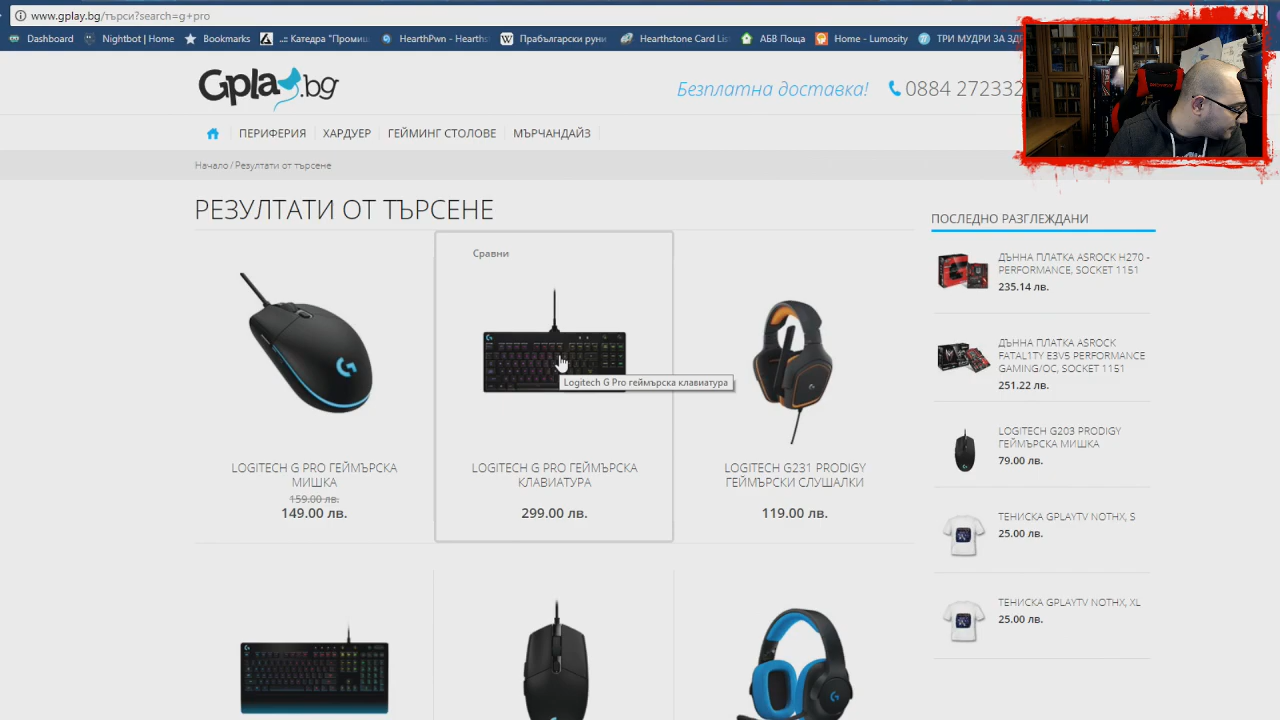 www.gplay.bg/търси?search=g+pro
Dashboard
Nightbot | Home
Bookmarks
..:: Катедра "Промиш
HearthPwn - Hearths
Прабългарски руни
Hearthstone Card Lis
АБВ Поща
Home - Lumosity
ТРИ МУДРИ ЗА ЗД
Gplay.bg
Безплатна доставка!
0884 272332
ПЕРИФЕРИЯ
ХАРДУЕР
ГЕЙМИНГ СТОЛОВЕ
МЪРЧАНДАЙЗ
Начало / Резултати от търсене
РЕЗУЛТАТИ ОТ ТЪРСЕНЕ
Сравни
Logitech G Pro геймърска клавиатура
LOGITECH G PRO ГЕЙМЪРСКА
МИШКА
159.00 лв.
149.00 лв.
LOGITECH G PRO ГЕЙМЪРСКА
КЛАВИАТУРА
299.00 лв.
LOGITECH G231 PRODIGY
ГЕЙМЪРСКИ СЛУШАЛКИ
119.00 лв.
ПОСЛЕДНО РАЗГЛЕЖДАНИ
ДЪННА ПЛАТКА ASROCK H270 -
PERFORMANCE, SOCKET 1151
235.14 лв.
ДЪННА ПЛАТКА ASROCK
FATAL1TY E3V5 PERFORMANCE
GAMING/OC, SOCKET 1151
251.22 лв.
LOGITECH G203 PRODIGY
ГЕЙМЪРСКА МИШКА
79.00 лв.
ТЕНИСКА GPLAYTV NOTHX, S
25.00 лв.
ТЕНИСКА GPLAYTV NOTHX, XL
25.00 лв.